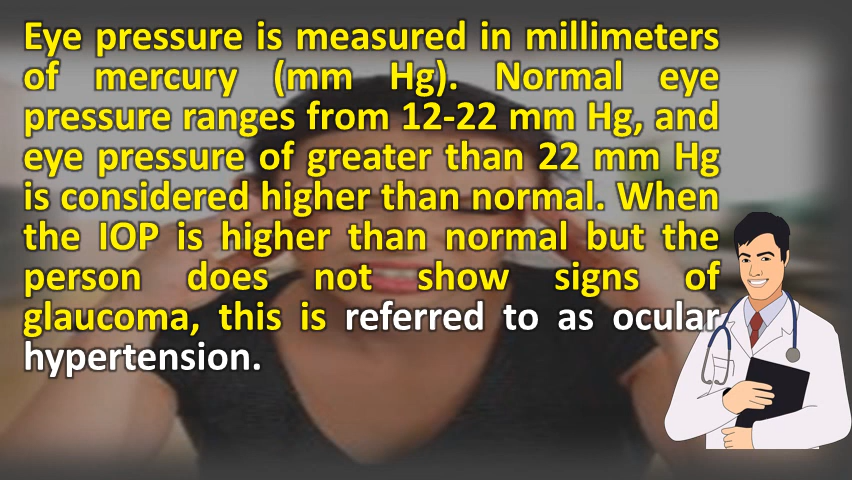 Eye pressure is measured in millimeters
of mercury (mm Hg). Normal eye
pressure ranges from 12-22 mm Hg, and
eye pressure of greater than 22 mm Hg
is considered higher than normal. When
the IOP is higher than normal but the
person does not show signs of
glaucoma, this is referred to as ocular
hypertension.